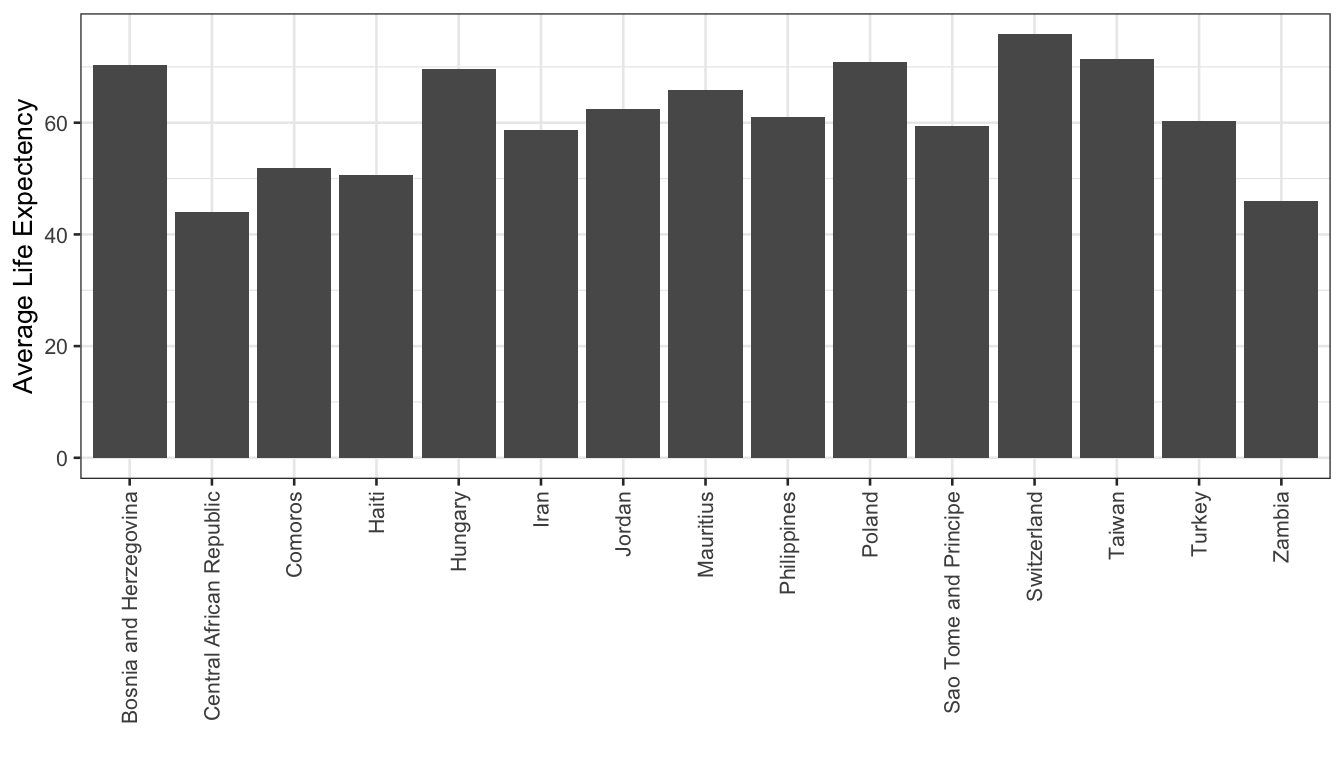 Average Life Expectency
60
40
20
0
Bosnia and Herzegovina
Central African Republic
Comoros
Haiti
Hungary
Iran
Jordan
Mauritius
Philippines
Poland
Sao Tome and Principe
Switzerland
Taiwan
Turkey
Zambia